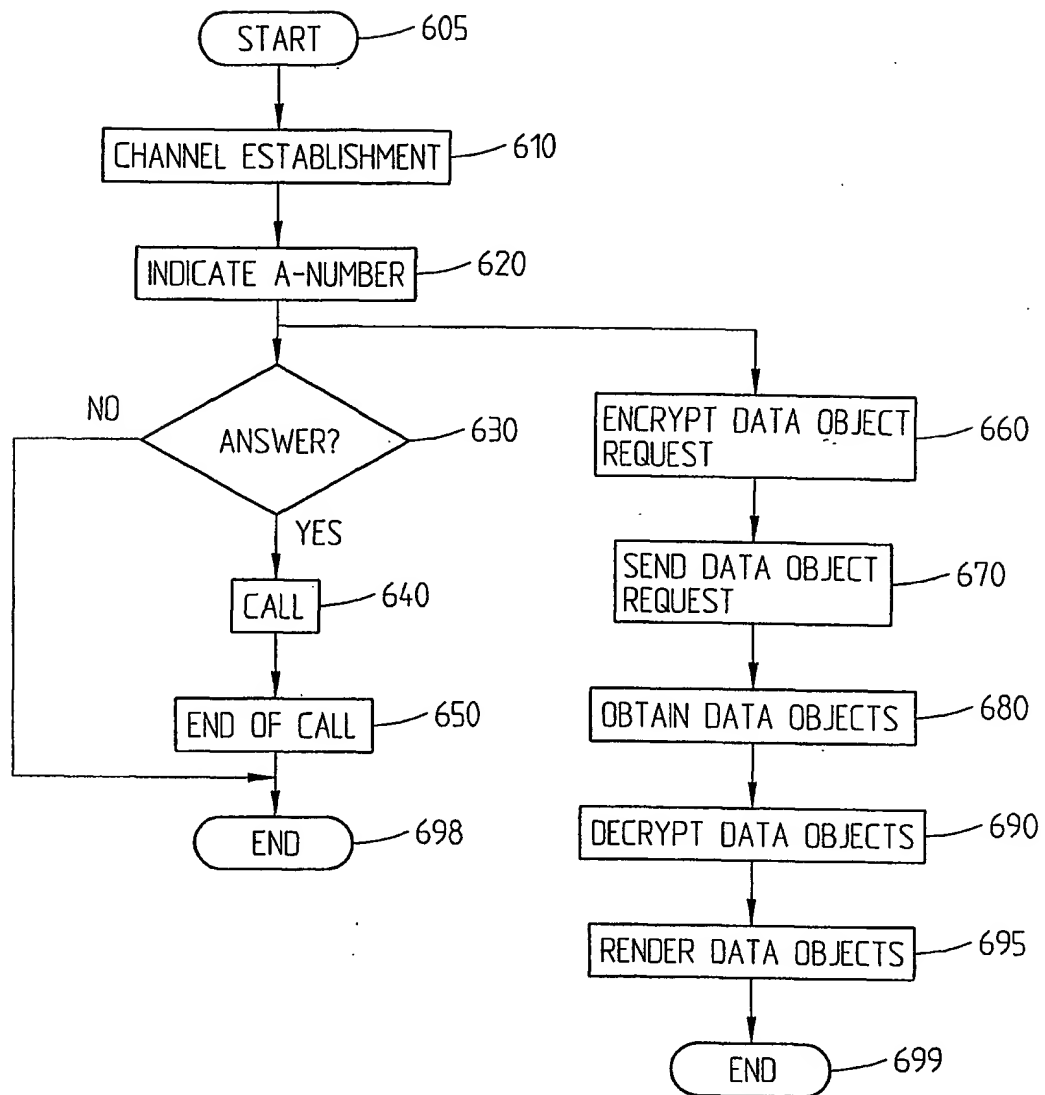 START
605
CHANNEL ESTABLISHMENT
610
INDICATE A-NUMBER
620
NO
ANSWER?
630
YES
CALL
640
END OF CALL
650
END
698
ENCRYPT DATA OBJECT
REQUEST
660
SEND DATA OBJECT
REQUEST
670
OBTAIN DATA OBJECTS
680
DECRYPT DATA OBJECTS
690
RENDER DATA OBJECTS
695
END
699